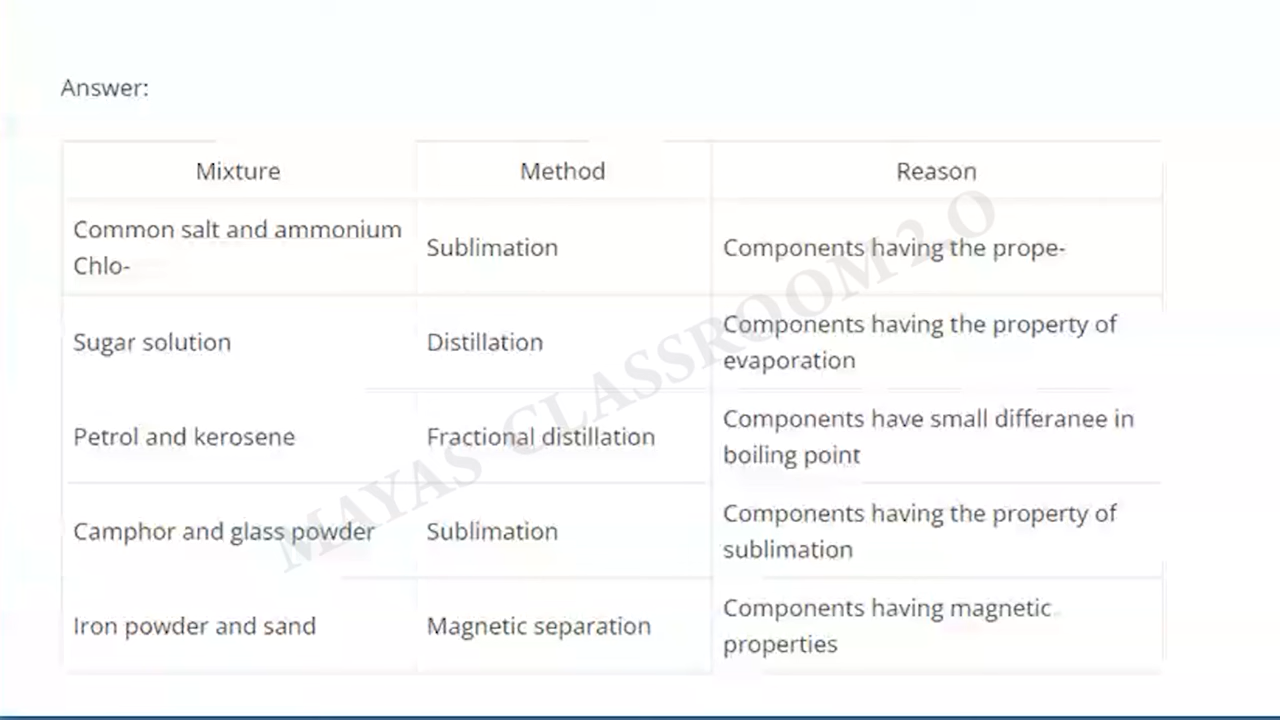 Answer:
Mixture Method Reason
Common salt and ammonium
Chlo-
Sublimation
Components having the prope-
Sugar solution
Distillation
Components having the property of
evaporation
Petrol and kerosene
Fractional distillation
Components have small differanee in
boiling point
Camphor and glass powder
Sublimation
Components having the property of
sublimation
Iron powder and sand
Magnetic separation
Components having magnetic
properties
MAYAS CLASSROOM 2.O